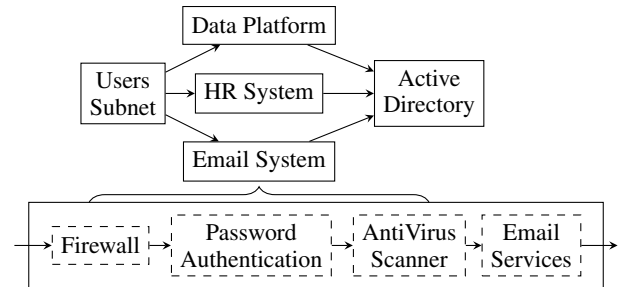 Data Platform
Users
Subnet
HR System
Active
Directory
Email System
Firewall
Password
Authentication
AntiVirus
Scanner
Email
Services